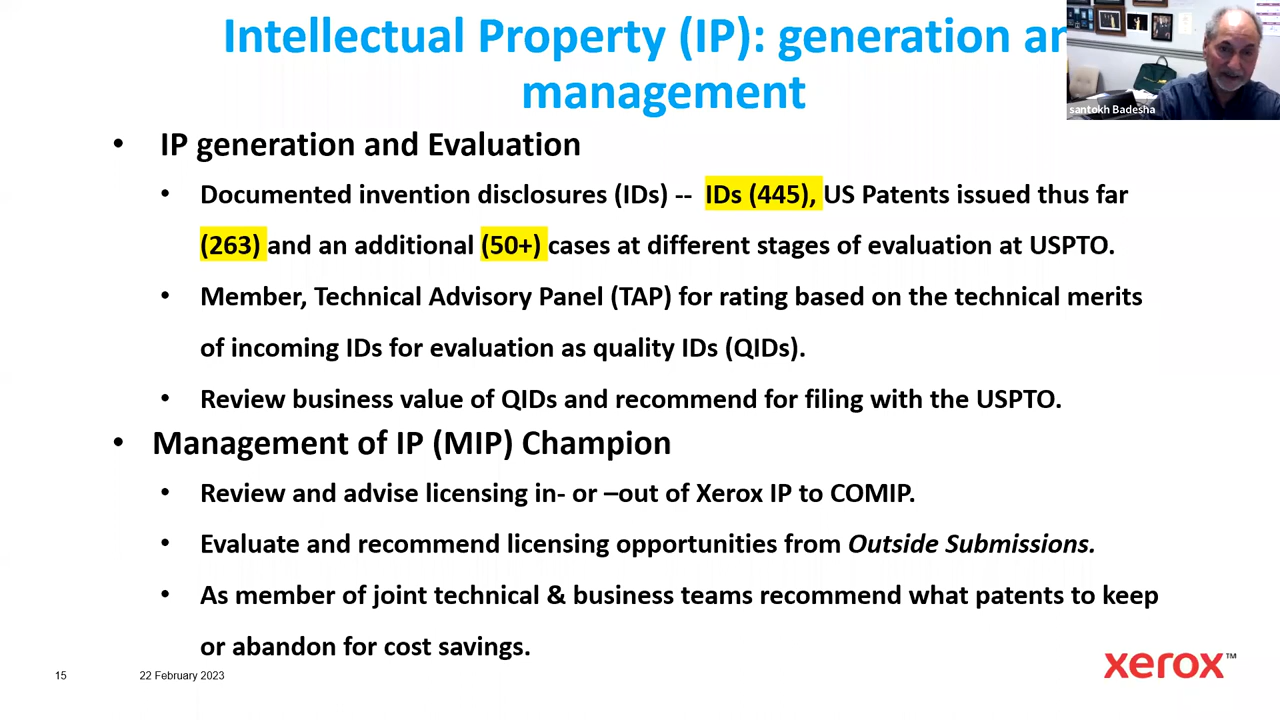 Intellectual Property (IP): generation an
management
santokh Badesha
• IP generation and Evaluation
• Documented invention disclosures (IDs) -- IDs (445), US Patents issued thus far
(263) and an additional (50+) cases at different stages of evaluation at USPTO.
• Member, Technical Advisory Panel (TAP) for rating based on the technical merits
of incoming IDs for evaluation as quality IDs (QIDs).
• Review business value of QIDs and recommend for filing with the USPTO.
• Management of IP (MIP) Champion
• Review and advise licensing in- or –out of Xerox IP to COMIP.
• Evaluate and recommend licensing opportunities from Outside Submissions.
• As member of joint technical & business teams recommend what patents to keep
or abandon for cost savings.
15 22 February 2023
xerox™